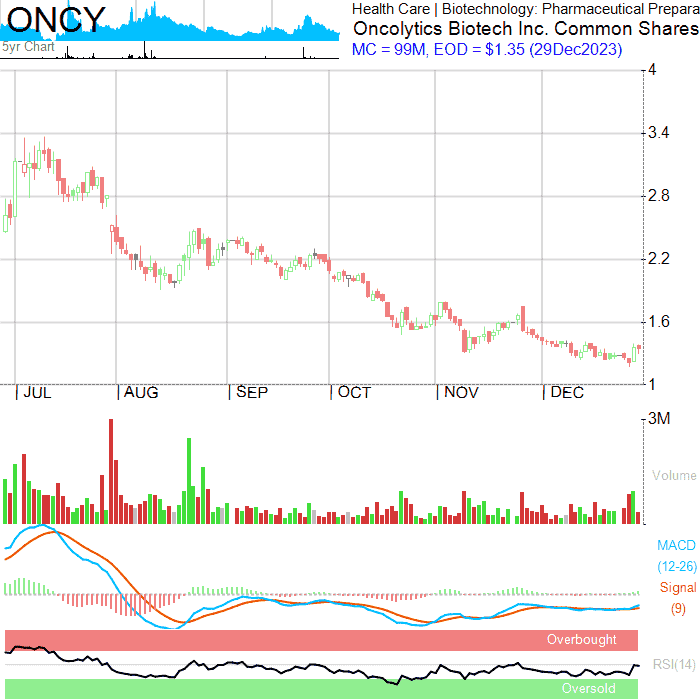 ONCY
5yr Chart
Health Care | Biotechnology: Pharmaceutical Prepara
Oncolytics Biotech Inc. Common Shares
MC = 99M, EOD = $1.35 (29Dec2023)
4
3.4
2.8
2.2
1.6
1
JUL AUG SEP OCT NOV DEC
3M
Volume
MACD
(12-26)
Signal
(9)
Overbought
RSI(14)
Oversold